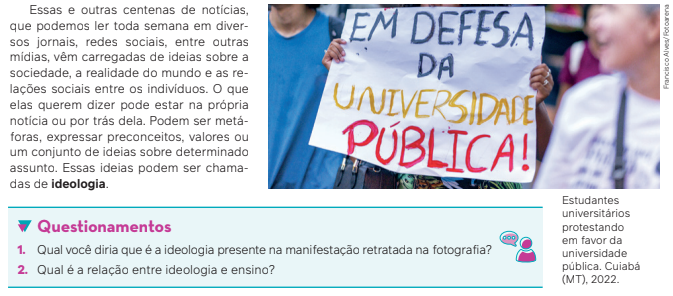 Essas e outras centenas de notícias,
que podemos ler toda semana em diver-
sos jornais, redes sociais, entre outras
mídias, vêm carregadas de ideias sobre a
sociedade, a realidade do mundo e as re-
lações sociais entre os indivíduos. O que
elas querem dizer pode estar na própria
notícia ou por trás dela. Podem ser metá-
foras, expressar preconceitos, valores ou
um conjunto de ideias sobre determinado
assunto. Essas ideias podem ser chama-
das de ideologia.
EM DEFESA
DA
UNIVERSIDADE
PÚBLICA!
Francisco Alves/Fotoarena
Estudantes
universitários
protestando
em favor da
universidade
pública. Cuiabá
(MT), 2022.
Questionamentos
1. Qual você diria que é a ideologia presente na manifestação retratada na fotografia?
2. Qual é a relação entre ideologia e ensino?